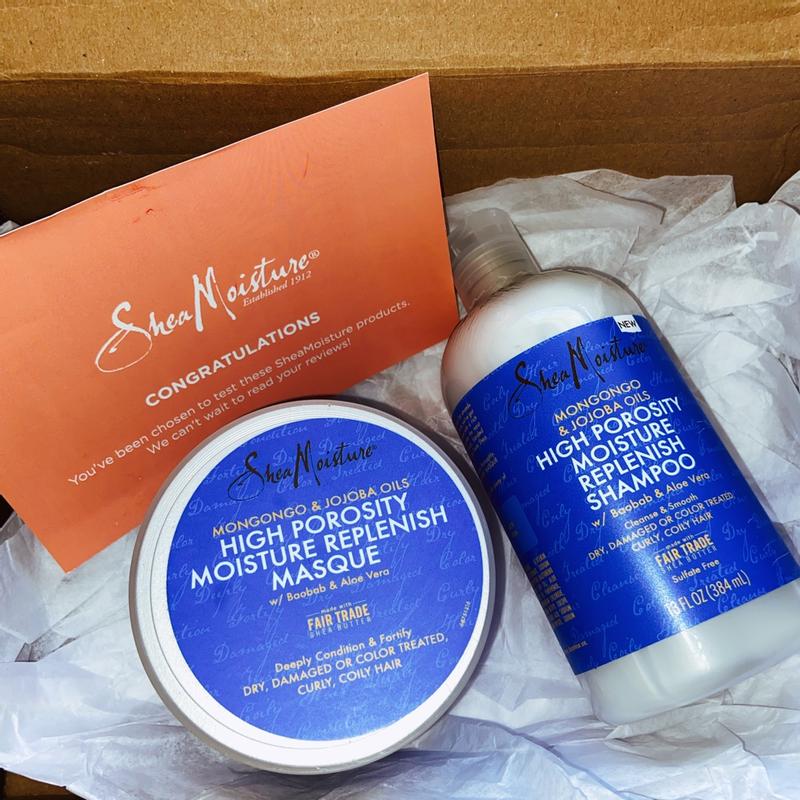 SheaMoisture®
Established 1912
CONGRATULATIONS
You've been chosen to test these SheaMoisture products.
We can't wait to read your reviews!
SheaMoisture
MONGONGO & JOJOBA OILS
HIGH POROSITY
MOISTURE REPLENISH
MASQUE
w/ Baobab & Aloe Vera
made with
FAIR TRADE
SHEA BUTTER
Deeply Condition & Fortify
DRY, DAMAGED OR COLOR TREATED,
CURLY, COILY HAIR
NEW
SheaMoisture
MONGONGO
& JOJOBA OILS
HIGH POROSITY
MOISTURE
REPLENISH
SHAMPOO
w/ Baobab & Aloe Vera
Cleanse & Smooth
DRY, DAMAGED OR COLOR TREATED,
CURLY, COILY HAIR
made with
FAIR TRADE
SHEA BUTTER
Sulfate Free
13 FL OZ (384 mL)